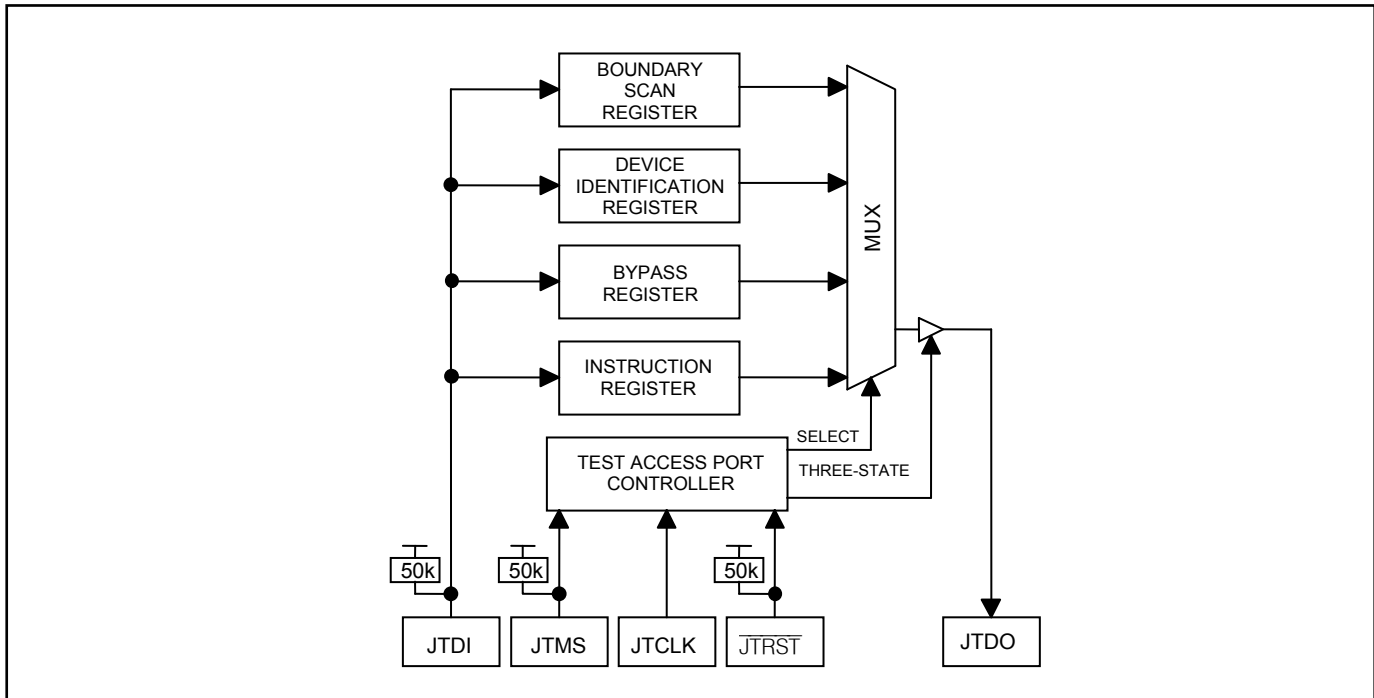 BOUNDARY
SCAN
REGISTER
DEVICE
IDENTIFICATION
REGISTER
MUX
BYPASS
REGISTER
INSTRUCTION
REGISTER
SELECT
TEST ACCESS PORT
CONTROLLER
THREE-STATE
50k
50k
50k
JTDI
JTMS
JTCLK
JTRST
JTDO